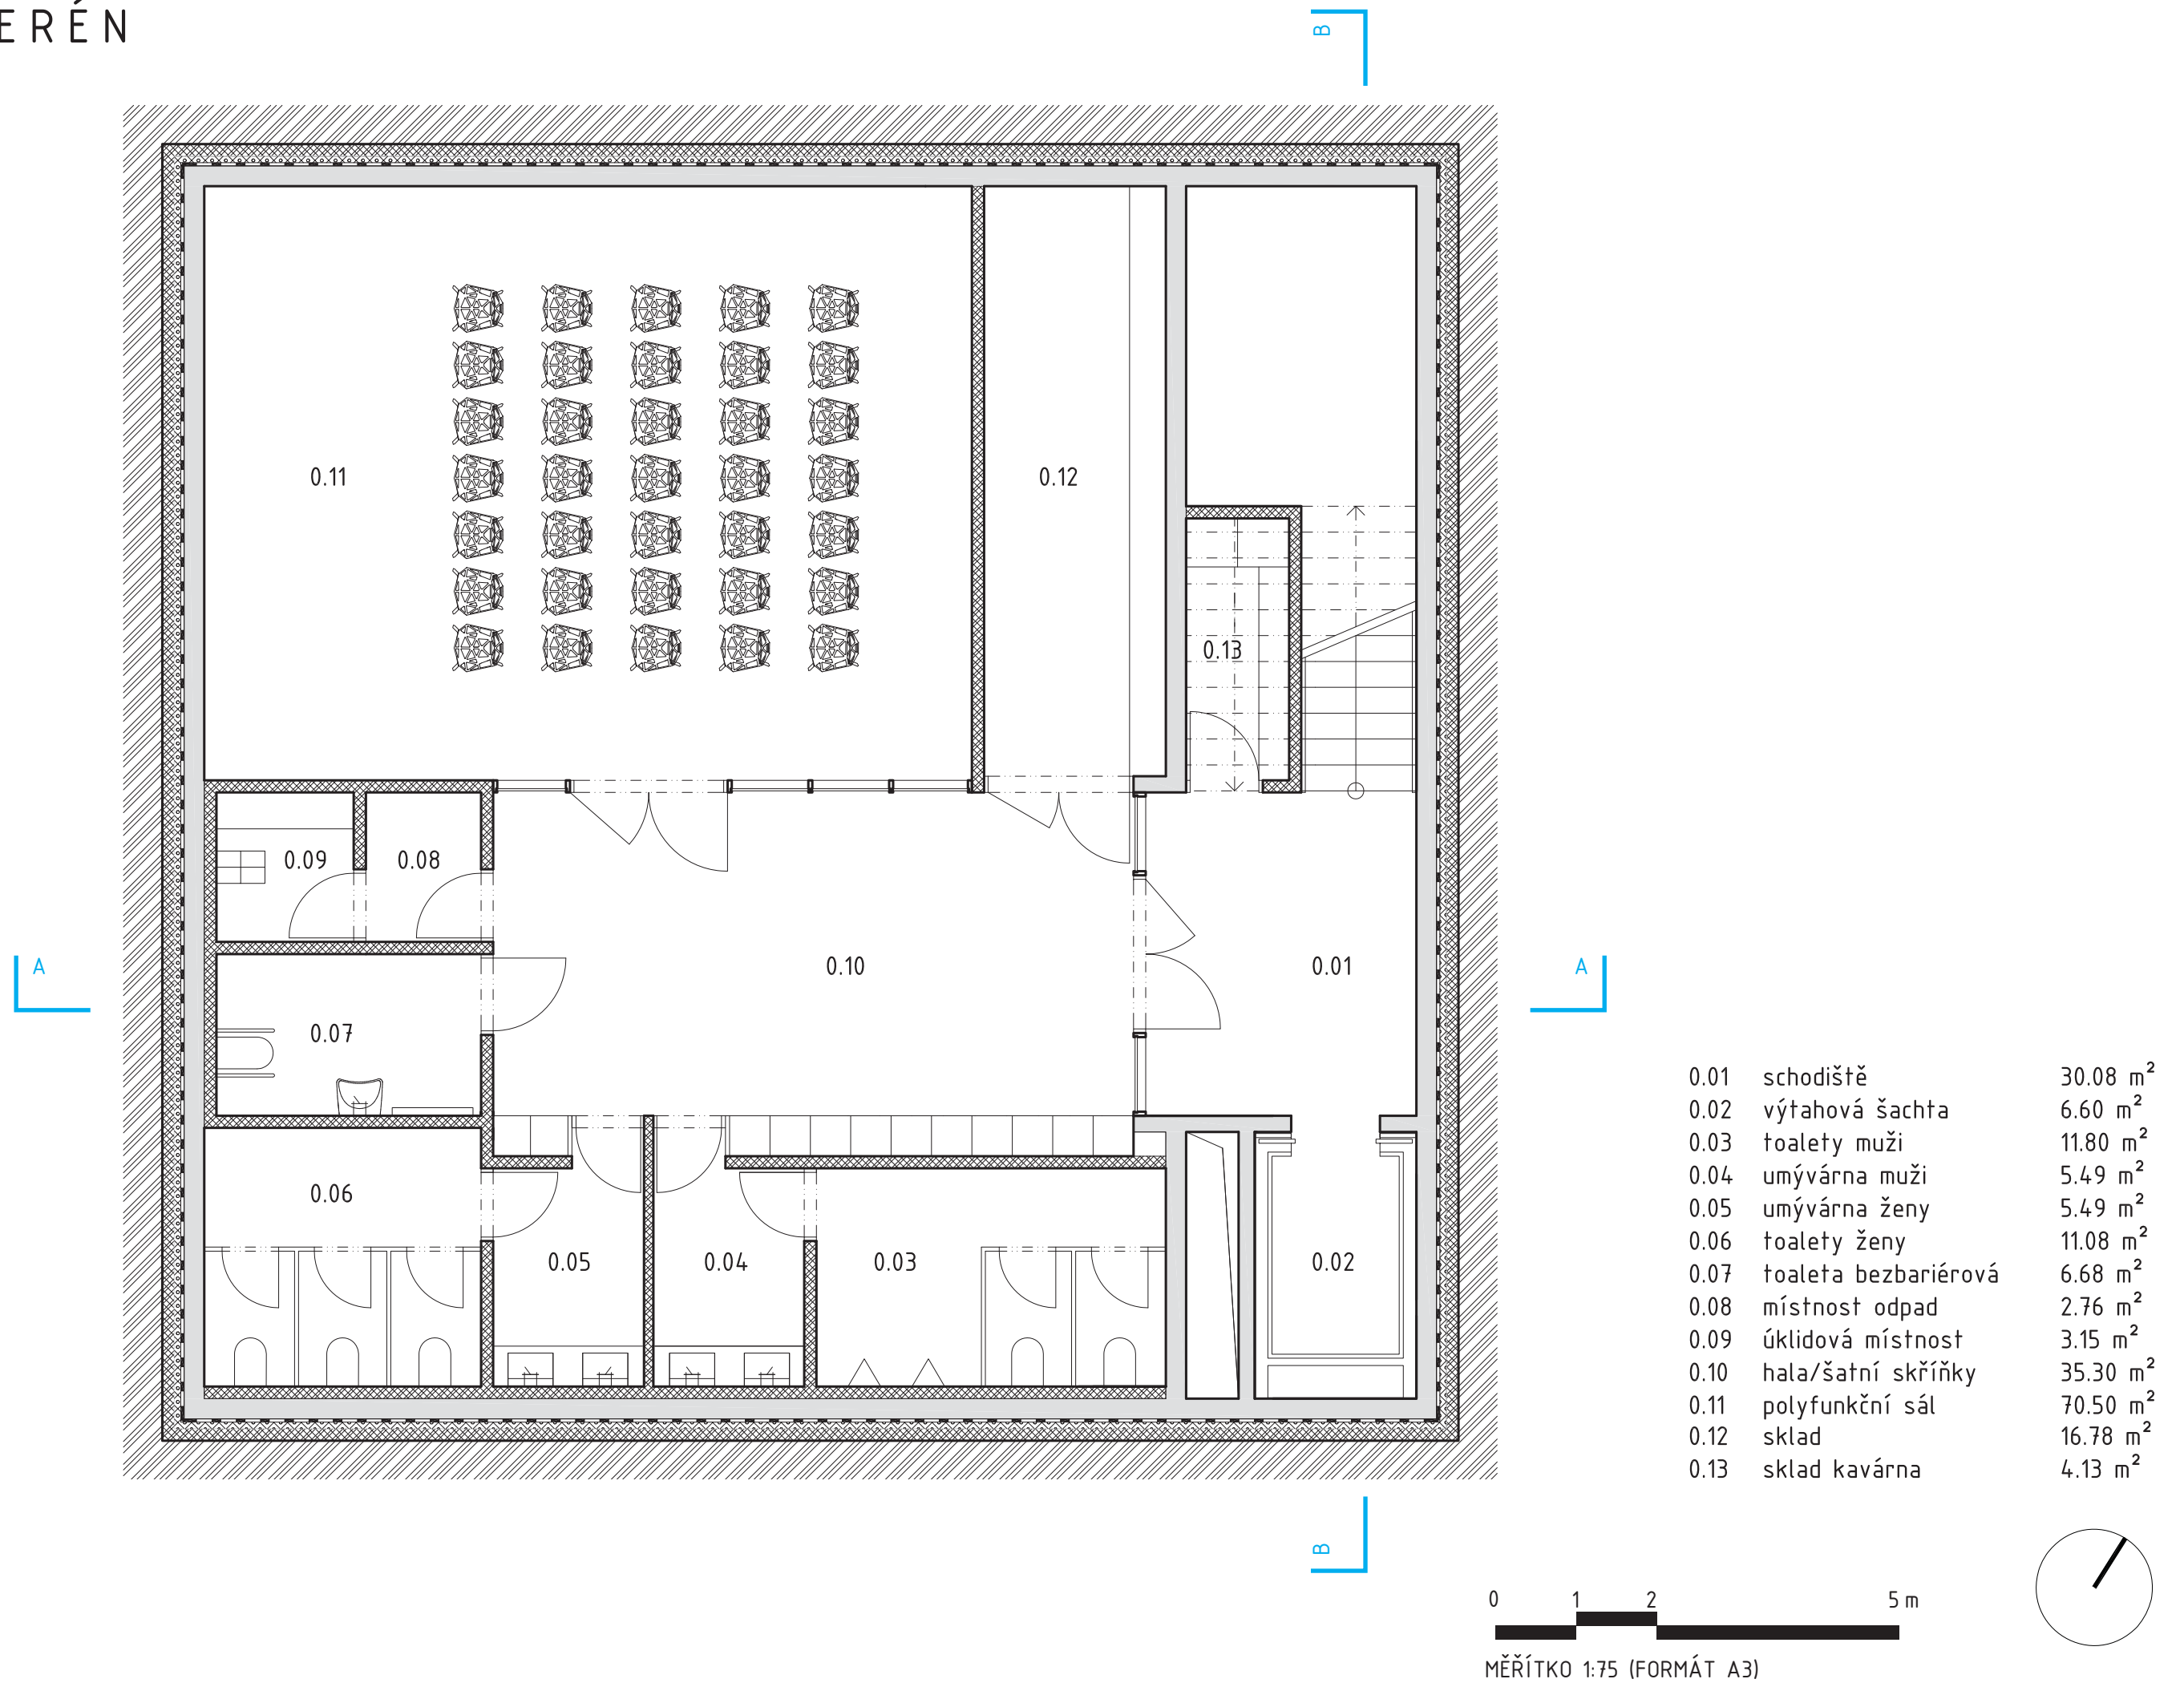 ERÉN
B
0.11
0.12
0.13
0.09
0.08
A
0.10
0.01
A
0.07
0.06
0.05
0.04
0.03
0.02
0.01 schodiště 30.08 m²
0.02 výtahová šachta 6.60 m²
0.03 toalety muži 11.80 m²
0.04 umývárna muži 5.49 m²
0.05 umývárna ženy 5.49 m²
0.06 toalety ženy 11.08 m²
0.07 toaleta bezbariérová 6.68 m²
0.08 místnost odpad 2.76 m²
0.09 úklidová místnost 3.15 m²
0.10 hala/šatní skříňky 35.30 m²
0.11 polyfunkční sál 70.50 m²
0.12 sklad 16.78 m²
0.13 sklad kavárna 4.13 m²
B
0 1 2 5 m
MĚŘÍTKO 1:75 (FORMÁT A3)